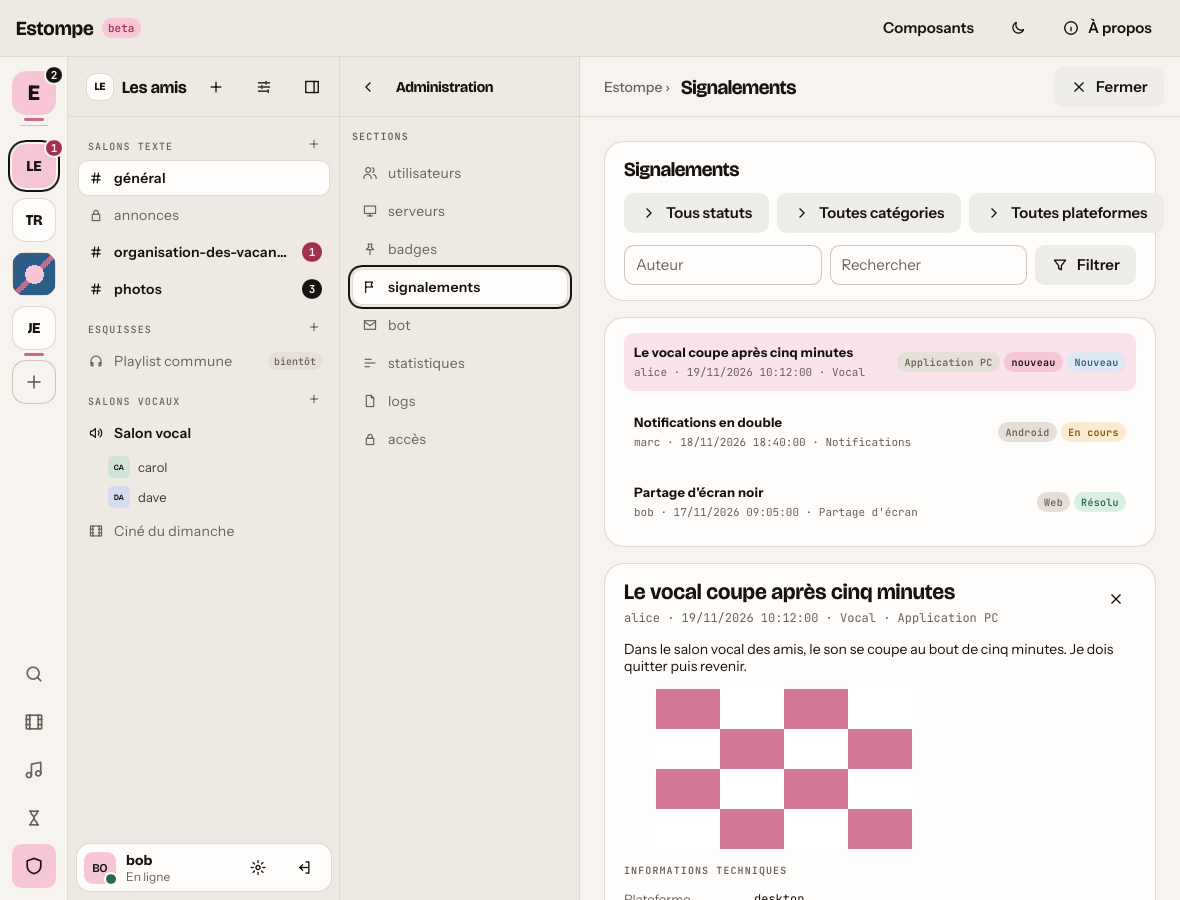 Estompe beta
Composants
À propos
E
2
LE
1
TR
JE
LE Les amis
SALONS TEXTE
# général
annonces
# organisation-des-vacan... 1
# photos 3
ESQUISSES
Playlist commune bientôt
SALONS VOCAUX
Salon vocal
CA carol
DA dave
Ciné du dimanche
BO bob
En ligne
Administration
SECTIONS
utilisateurs
serveurs
badges
signalements
bot
statistiques
logs
accès
Estompe › Signalements
Fermer
Signalements
Tous statuts
Toutes catégories
Toutes plateformes
Auteur
Rechercher
Filtrer
Le vocal coupe après cinq minutes
alice · 19/11/2026 10:12:00 · Vocal
Application PC nouveau Nouveau
Notifications en double
marc · 18/11/2026 18:40:00 · Notifications
Android En cours
Partage d'écran noir
bob · 17/11/2026 09:05:00 · Partage d'écran
Web Résolu
Le vocal coupe après cinq minutes
alice · 19/11/2026 10:12:00 · Vocal · Application PC
Dans le salon vocal des amis, le son se coupe au bout de cinq minutes. Je dois
quitter puis revenir.
INFORMATIONS TECHNIQUES
Plateforme desktop